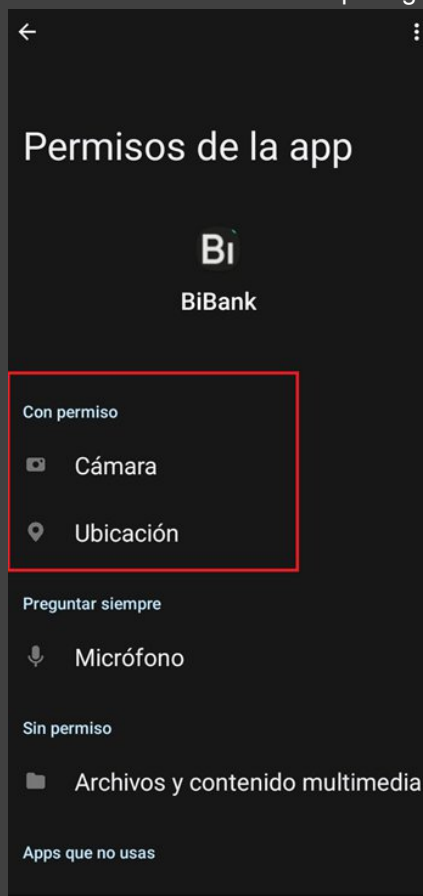 Permisos de la app
Bi
BiBank
Con permiso
Cámara
Ubicación
Preguntar siempre
Micrófono
Sin permiso
Archivos y contenido multimedia
Apps que no usas